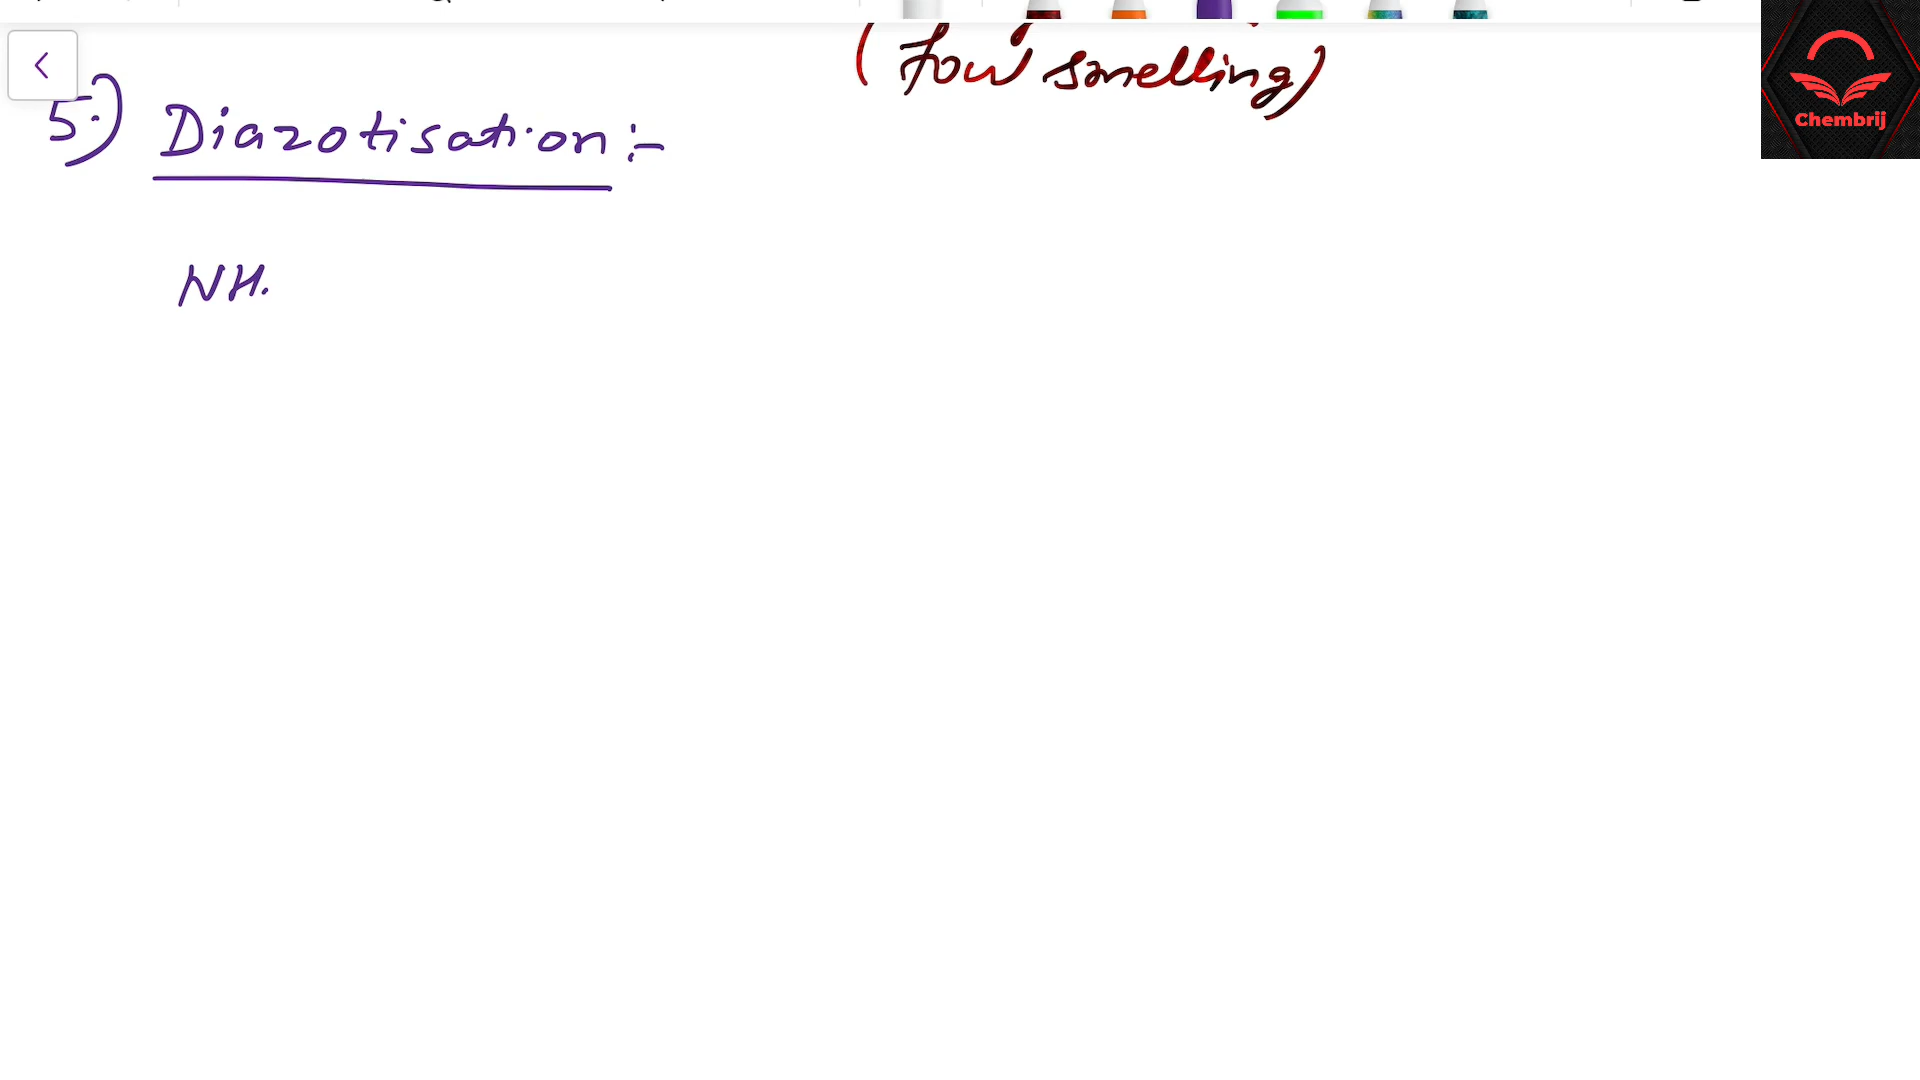 (Foul smelling)
5.) Diazotisation :-
NH.
Chembrij